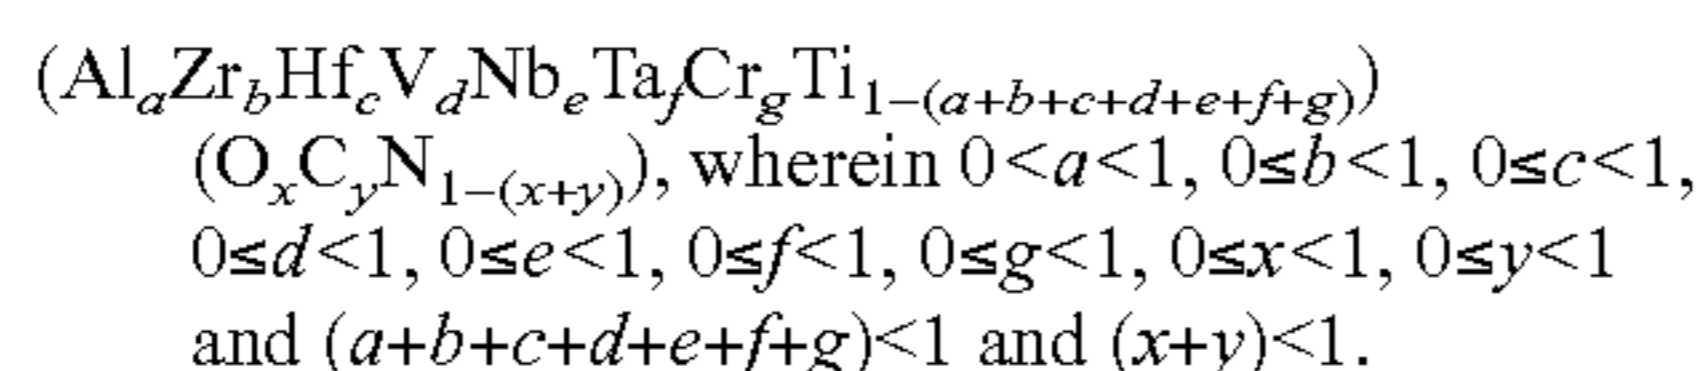 (Al_aZr_bHf_cV_dNb_eTa_fCr_gTi_{1−(a+b+c+d+e+f+g)})
(O_xC_yN_{1−(x+y)}), wherein 0<a<1, 0≤b<1, 0≤c<1,
0≤d<1, 0≤e<1, 0≤f<1, 0≤g<1, 0≤x<1, 0≤y<1
and (a+b+c+d+e+f+g)<1 and (x+y)<1.